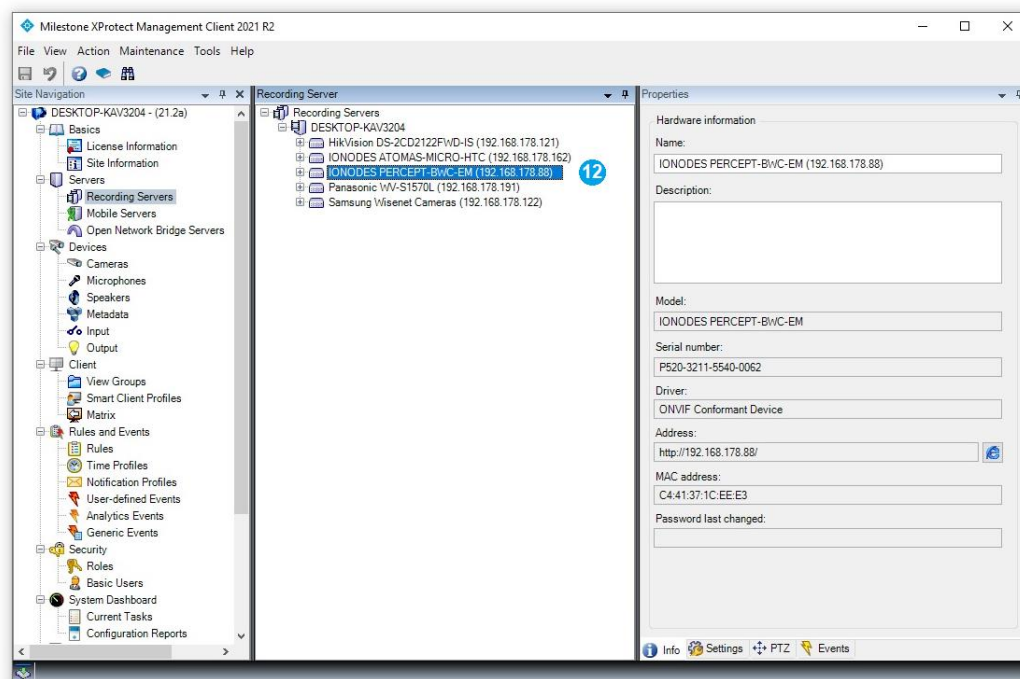 Milestone XProtect Management Client 2021 R2
File View Action Maintenance Tools Help
Site Navigation
DESKTOP-KAV3204 - (21.2a)
Basics
License Information
Site Information
Servers
Recording Servers
Mobile Servers
Open Network Bridge Servers
Devices
Cameras
Microphones
Speakers
Metadata
Input
Output
Client
View Groups
Smart Client Profiles
Matrix
Rules and Events
Rules
Time Profiles
Notification Profiles
User-defined Events
Analytics Events
Generic Events
Security
Roles
Basic Users
System Dashboard
Current Tasks
Configuration Reports
Recording Server
Recording Servers
DESKTOP-KAV3204
HikVision DS-2CD2122FWD-IS (192.168.178.121)
IONODES ATOMAS-MICRO-HTC (192.168.178.162)
IONODES PERCEPT-BWC-EM (192.168.178.88)
12
Panasonic WV-S1570L (192.168.178.191)
Samsung Wisenet Cameras (192.168.178.122)
Properties
Hardware information
Name:
IONODES PERCEPT-BWC-EM (192.168.178.88)
Description:
Model:
IONODES PERCEPT-BWC-EM
Serial number:
P520-3211-5540-0062
Driver:
ONVIF Conformant Device
Address:
http://192.168.178.88/
MAC address:
C4:41:37:1C:EE:E3
Password last changed:
Info Settings PTZ Events